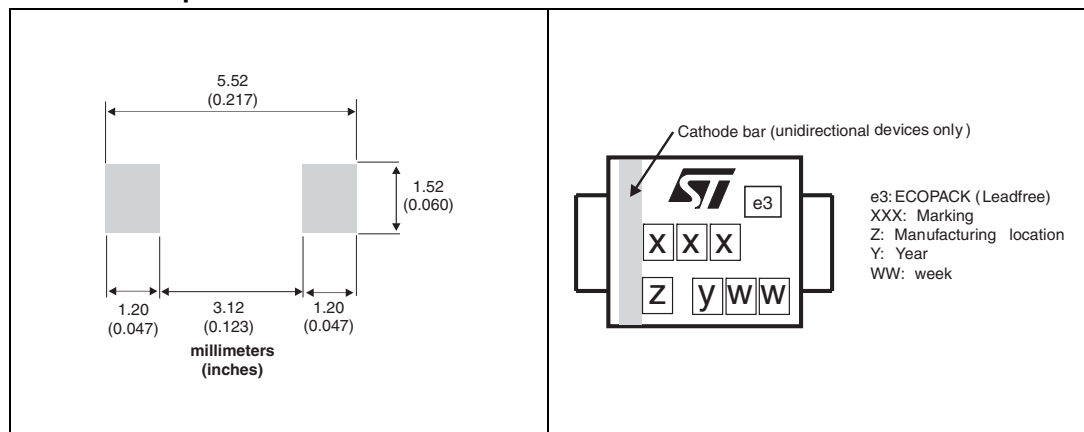 5.52
(0.217)
1.52
(0.060)
1.20
(0.047)
3.12
(0.123)
1.20
(0.047)
millimeters
(inches)
Cathode bar (unidirectional devices only)
ST
e3
x x x
z y w w
e3: ECOPACK (Leadfree)
XXX: Marking
Z: Manufacturing location
Y: Year
WW: week